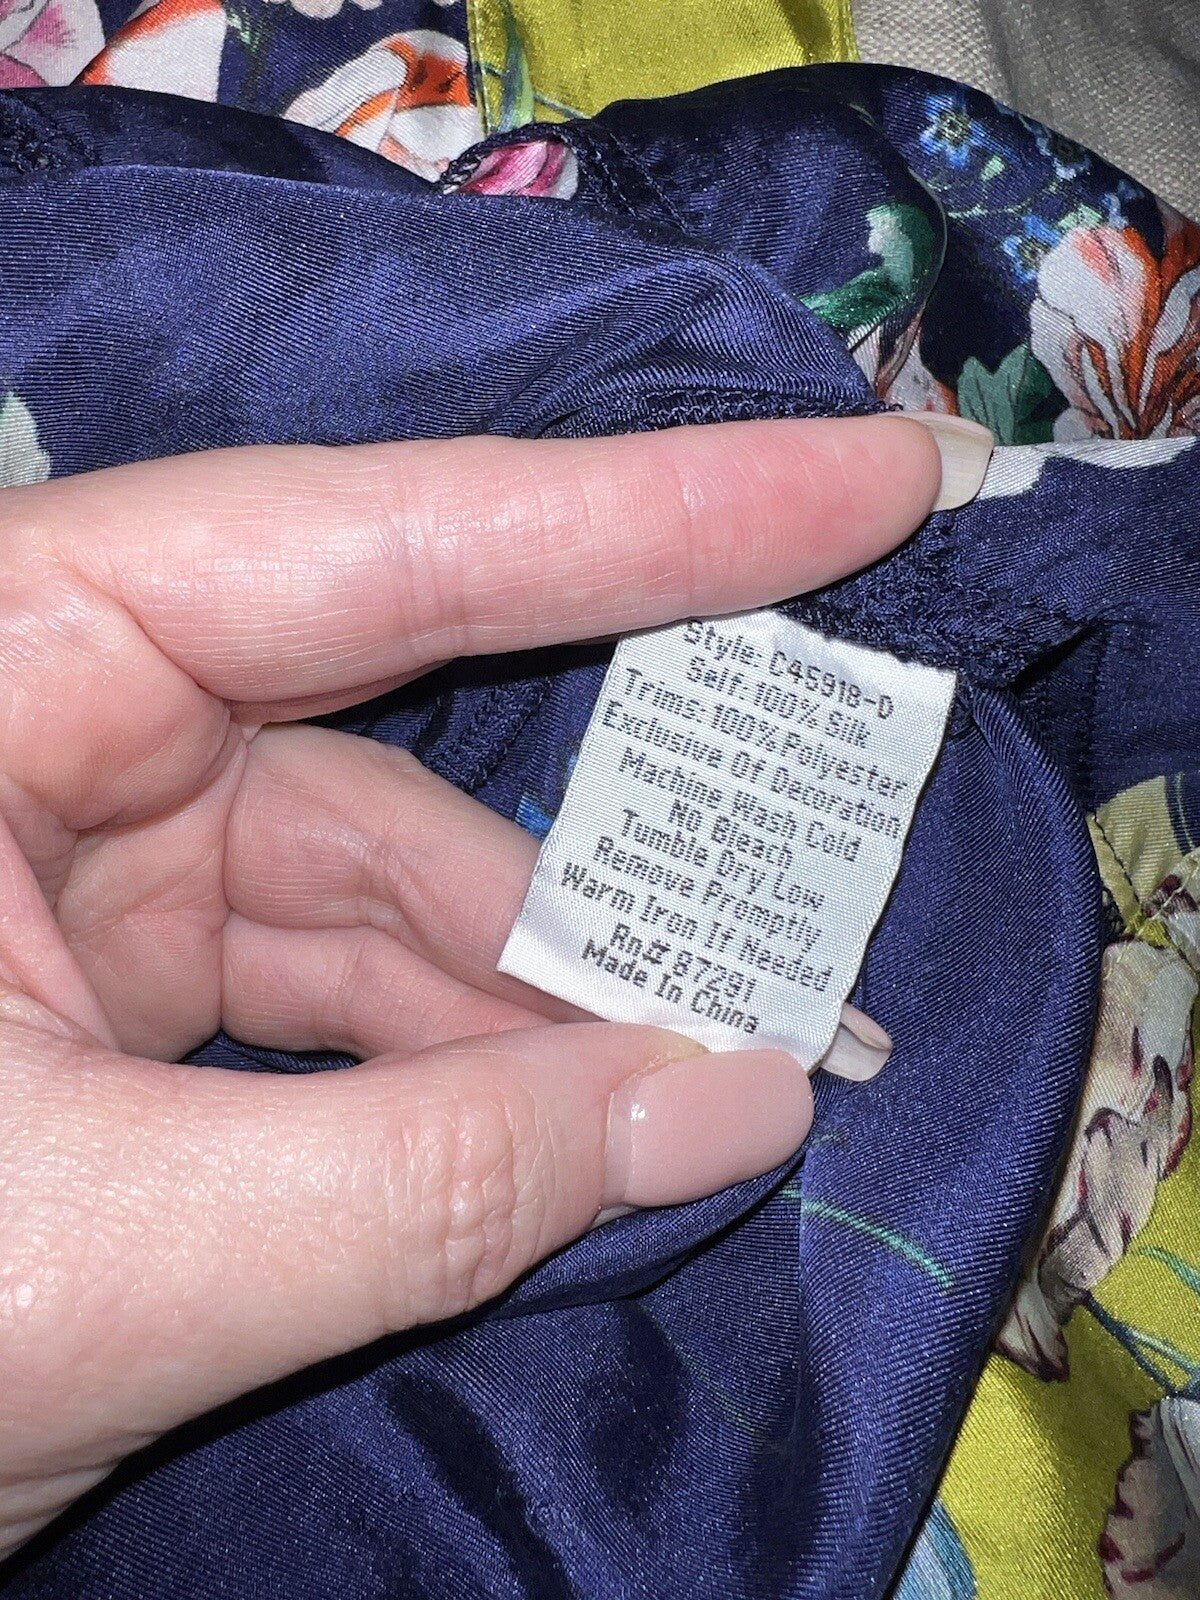 Style: C45918-D
Self: 100% Silk
Trims: 100% Polyester
Exclusive Of Decoration
Machine Wash Cold
No Bleach
Tumble Dry Low
Remove Promptly
Warm Iron If Needed
Rn# 87291
Made In China